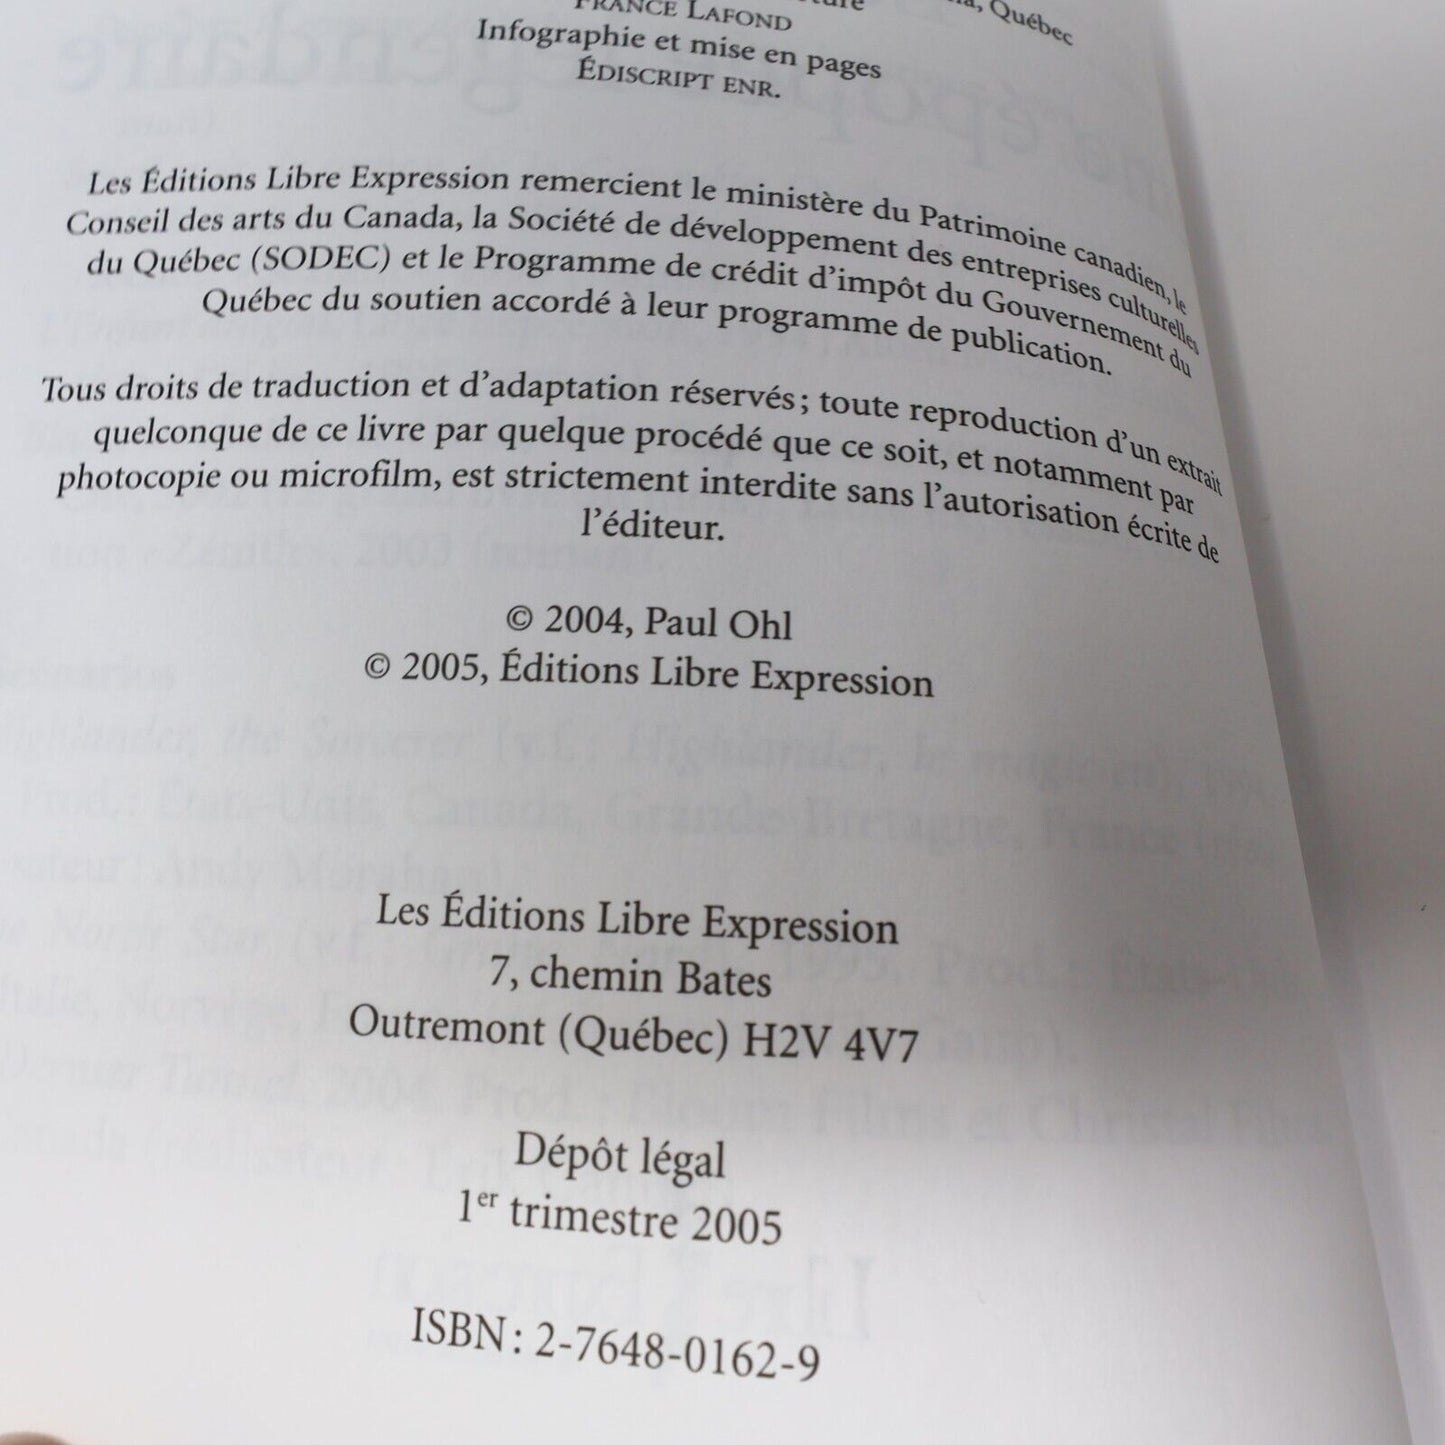 Québec
FRANCE LAFOND
Infographie et mise en pages
ÉDISCRIPT ENR.
Les Éditions Libre Expression remercient le ministère du Patrimoine canadien, le
Conseil des arts du Canada, la Société de développement des entreprises culturelles
du Québec (SODEC) et le Programme de crédit d'impôt du Gouvernement du
Québec du soutien accordé à leur programme de publication.
Tous droits de traduction et d'adaptation réservés ; toute reproduction d'un extrait
quelconque de ce livre par quelque procédé que ce soit, et notamment par
photocopie ou microfilm, est strictement interdite sans l'autorisation écrite de
l'éditeur.
© 2004, Paul Ohl
© 2005, Éditions Libre Expression
Les Éditions Libre Expression
7, chemin Bates
Outremont (Québec) H2V 4V7
Dépôt légal
1er trimestre 2005
ISBN : 2-7648-0162-9